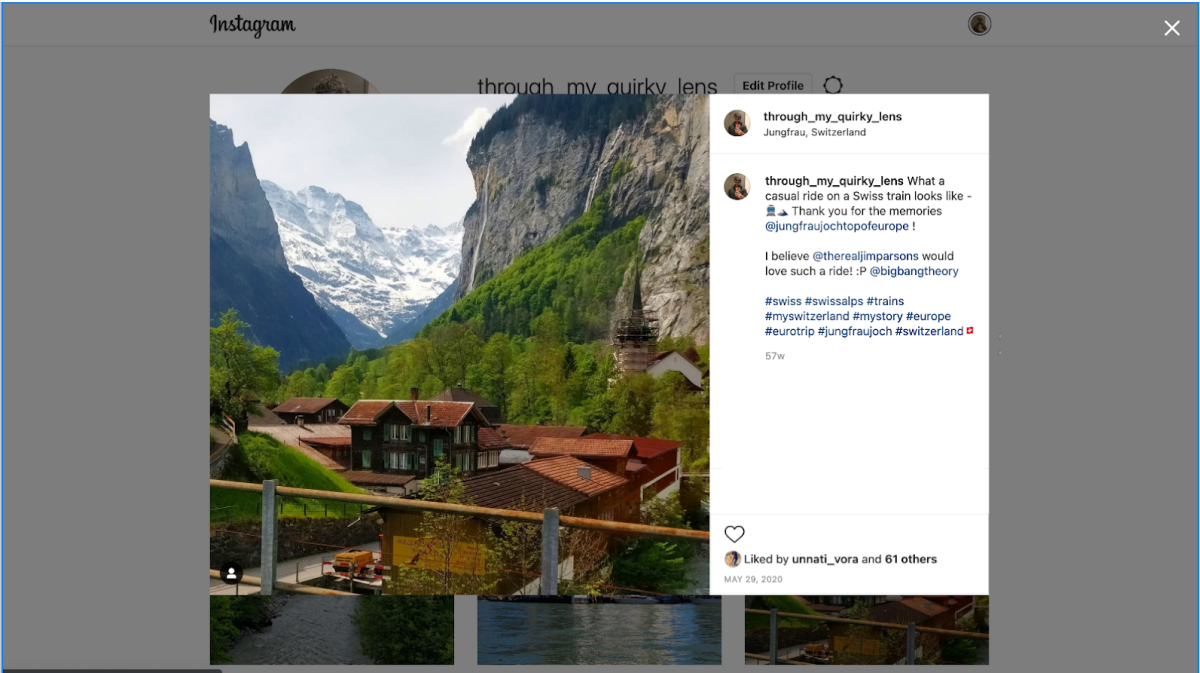 Instagram
through_my_quirky_lens Edit Profile
through_my_quirky_lens
Jungfrau, Switzerland
through_my_quirky_lens What a
casual ride on a Swiss train looks like -
🚆🏔 Thank you for the memories
@jungfraujochtopofeurope !
I believe @therealjimparsons would
love such a ride! :P @bigbangtheory
#swiss #swissalps #trains
#myswitzerland #mystory #europe
#eurotrip #jungfraujoch #switzerland🇨🇭
57w
Liked by unnati_vora and 61 others
MAY 29, 2020